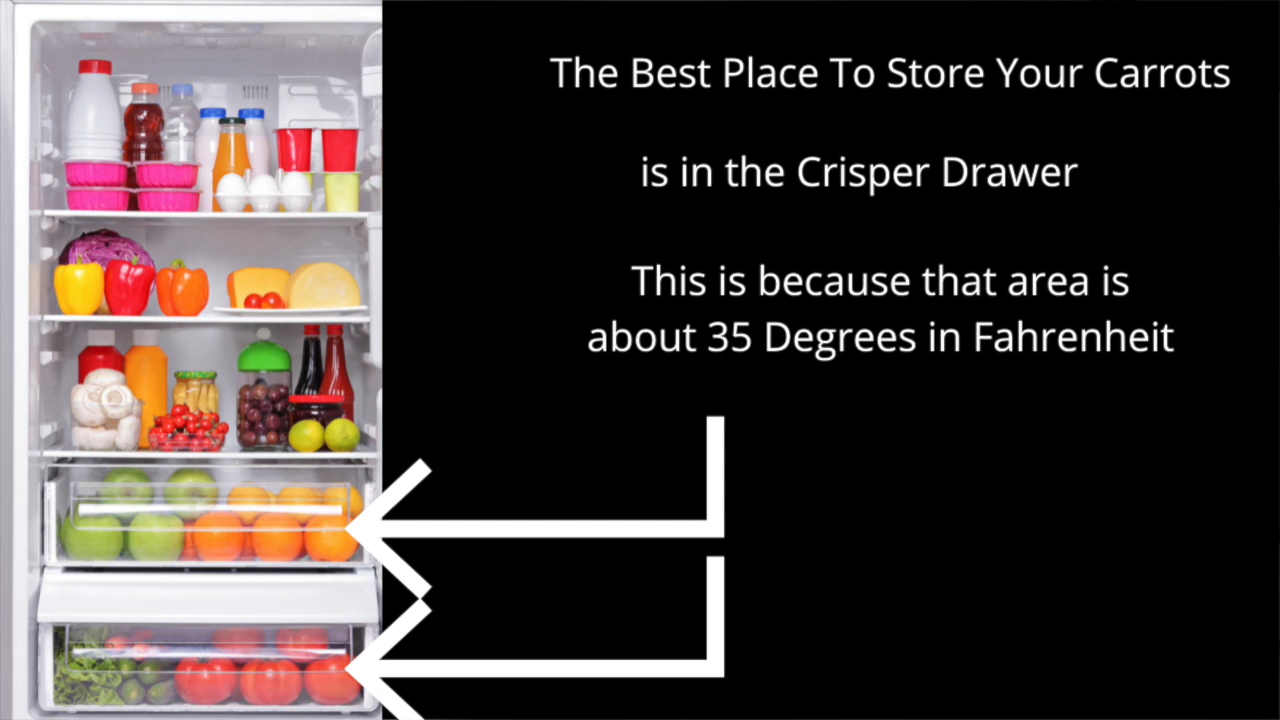 The Best Place To Store Your Carrots
is in the Crisper Drawer
This is because that area is
about 35 Degrees in Fahrenheit